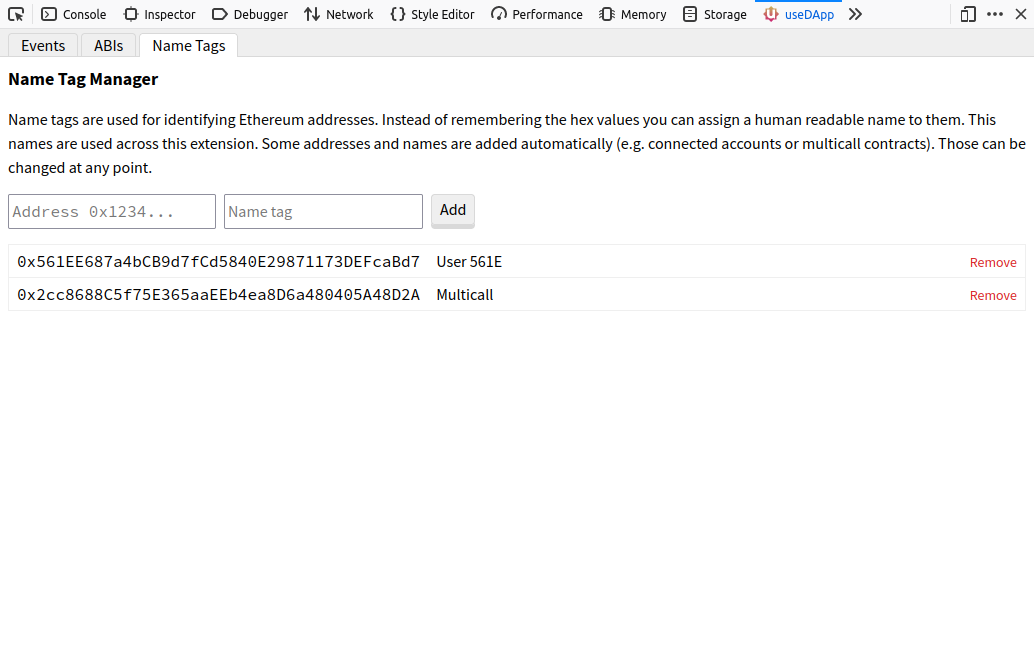 Console Inspector Debugger Network Style Editor Performance Memory Storage useDApp
Events ABIs Name Tags
Name Tag Manager
Name tags are used for identifying Ethereum addresses. Instead of remembering the hex values you can assign a human readable name to them. This
names are used across this extension. Some addresses and names are added automatically (e.g. connected accounts or multicall contracts). Those can be
changed at any point.
Address 0x1234... Name tag Add
0x561EE687a4bCB9d7fCd5840E29871173DEFcaBd7 User 561E Remove
0x2cc8688C5f75E365aaEEb4ea8D6a480405A48D2A Multicall Remove